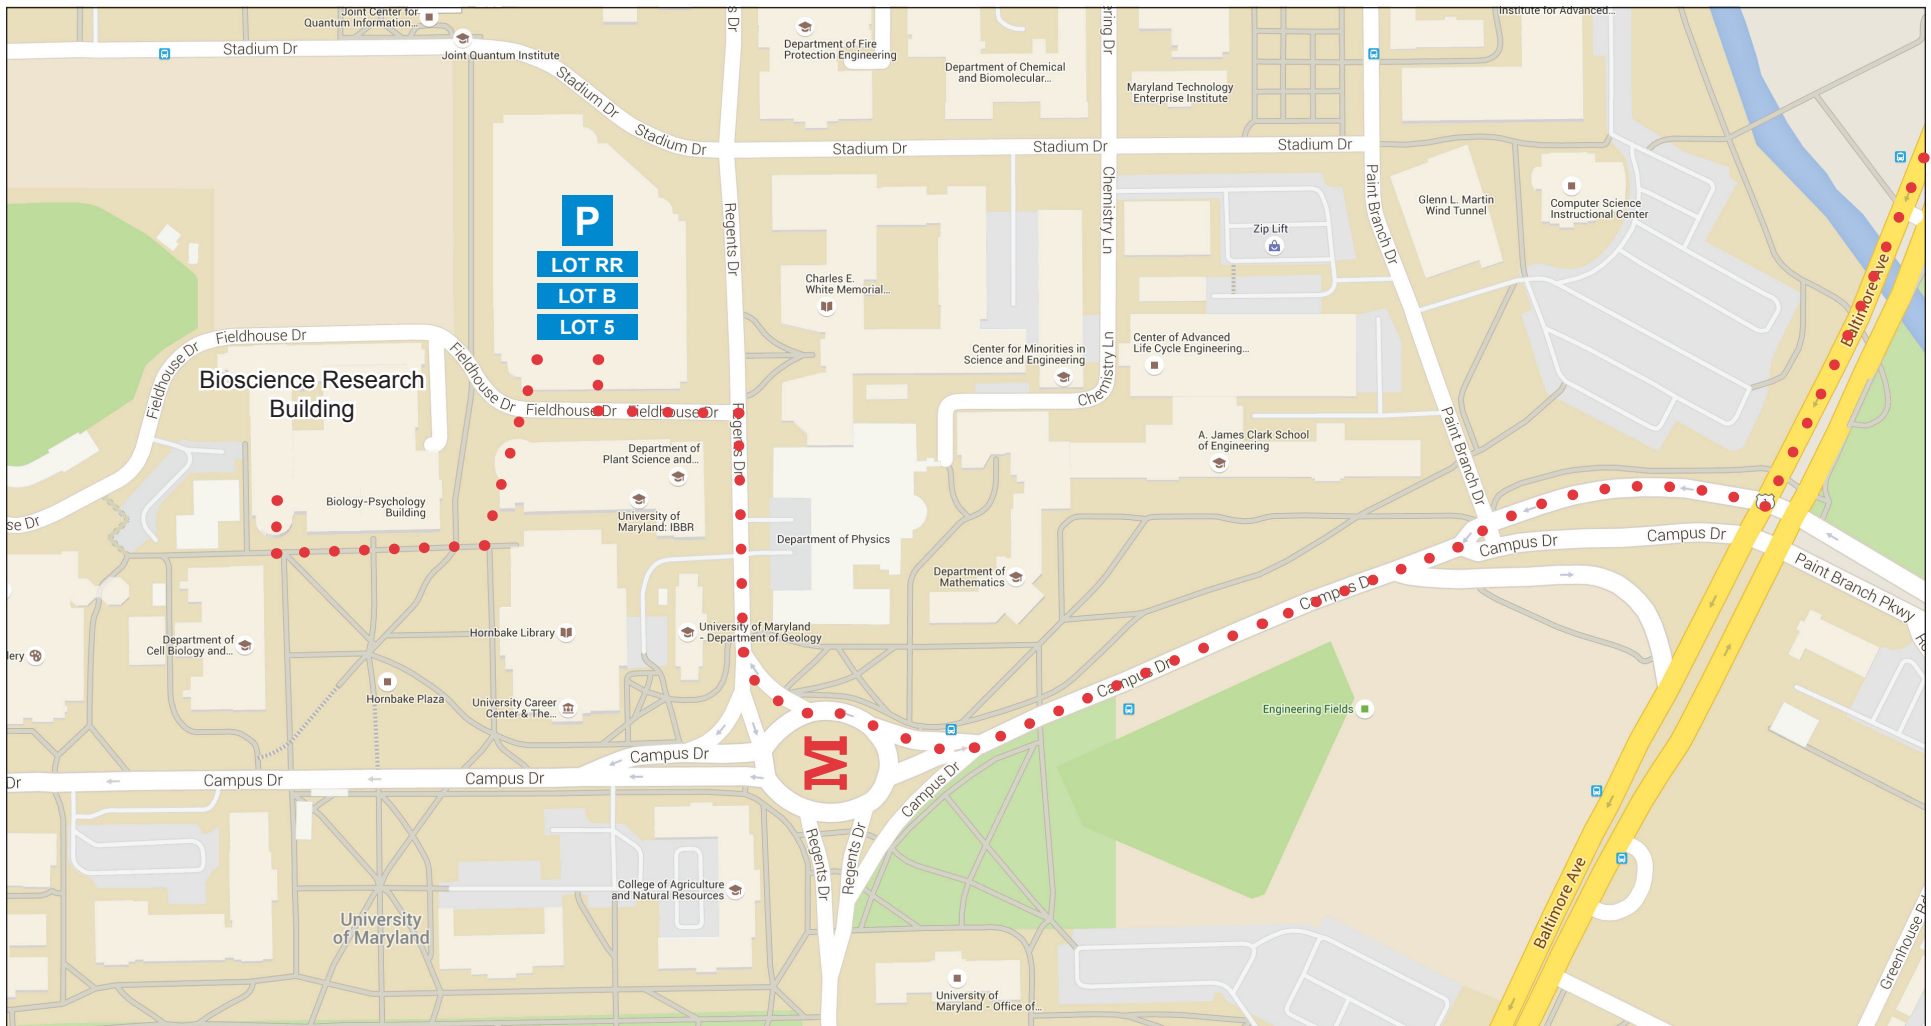 Joint Center for
Quantum Information...
Stadium Dr
Joint Quantum Institute
Stadium Dr
Stadium Dr
Department of Fire
Protection Engineering
Department of Chemical
and Biomolecular...
Maryland Technology
Enterprise Institute
Institute for Advanced...
Stadium Dr
Stadium Dr
Stadium Dr
P
LOT RR
LOT B
LOT 5
Regents Dr
Chemistry Ln
Paint Branch Dr
Glenn L. Martin
Wind Tunnel
Computer Science
Instructional Center
Zip Lift
Charles E.
White Memorial...
Baltimore Ave
Fieldhouse Dr
Fieldhouse Dr
Fieldhouse Dr
Bioscience Research
Building
Fieldhouse Dr
Fieldhouse Dr
Regents Dr
Center for Minorities in
Science and Engineering
Center of Advanced
Life Cycle Engineering...
Chemistry Ln
A. James Clark School
of Engineering
Paint Branch Dr
Department of
Plant Science and...
Biology-Psychology
Building
University of
Maryland: IBBR
se Dr
1
Department of Physics
Campus Dr
Campus Dr
Paint Branch Pkwy
Department of
Mathematics
Campus Dr
Department of
Cell Biology and...
Hornbake Library
University of Maryland
- Department of Geology
lery
Hornbake Plaza
University Career
Center & The...
Campus Dr
Engineering Fields
M
Campus Dr
Dr
Campus Dr
Campus Dr
Campus Dr
Regents Dr
Regents Dr
College of Agriculture
and Natural Resources
University
of Maryland
Baltimore Ave
Greenhouse Rd
University of
Maryland - Office of...